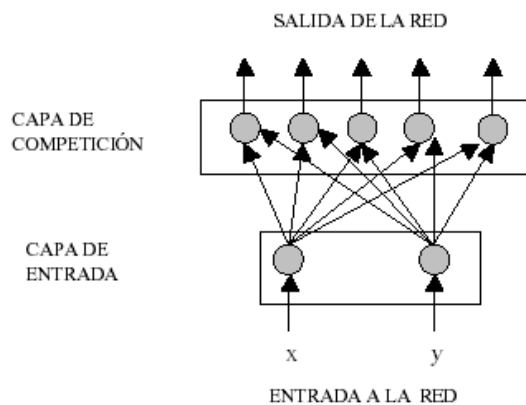 SALIDA DE LA RED
CAPA DE
COMPETICIÓN
CAPA DE
ENTRADA
x y
ENTRADA A LA RED